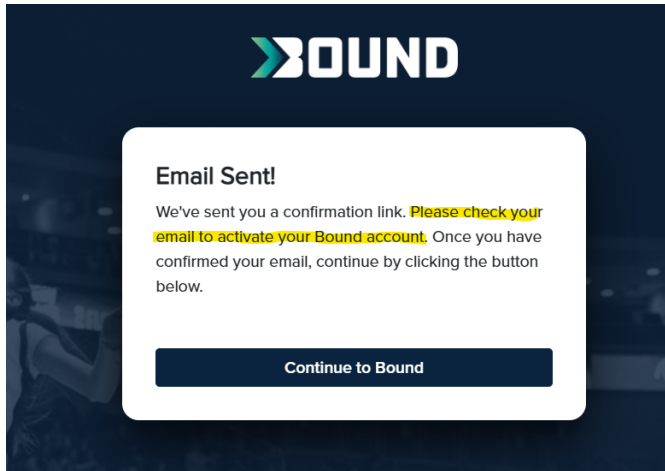 BOUND
Email Sent!
We've sent you a confirmation link. Please check your
email to activate your Bound account. Once you have
confirmed your email, continue by clicking the button
below.
Continue to Bound